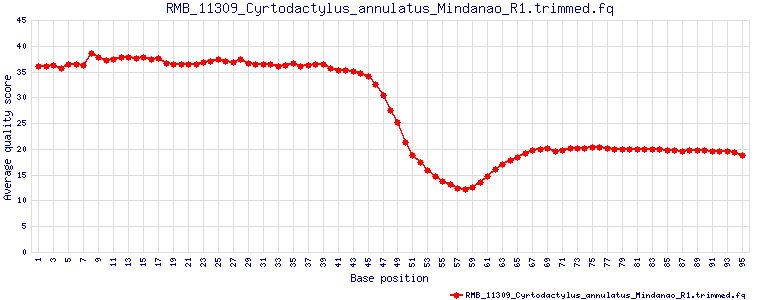 RMB_11309_Cyrtodactylus_annulatus_Mindanao_R1.trimmed.fq
45
40
35
30
25
20
15
10
5
0
Average quality score
1 3 5 7 9 11 13 15 17 19 21 23 25 27 29 31 33 35 37 39 41 43 45 47 49 51 53 55 57 59 61 63 65 67 69 71 73 75 77 79 81 83 85 87 89 91 93 95
Base position
RMB_11309_Cyrtodactylus_annulatus_Mindanao_R1.trimmed.fq